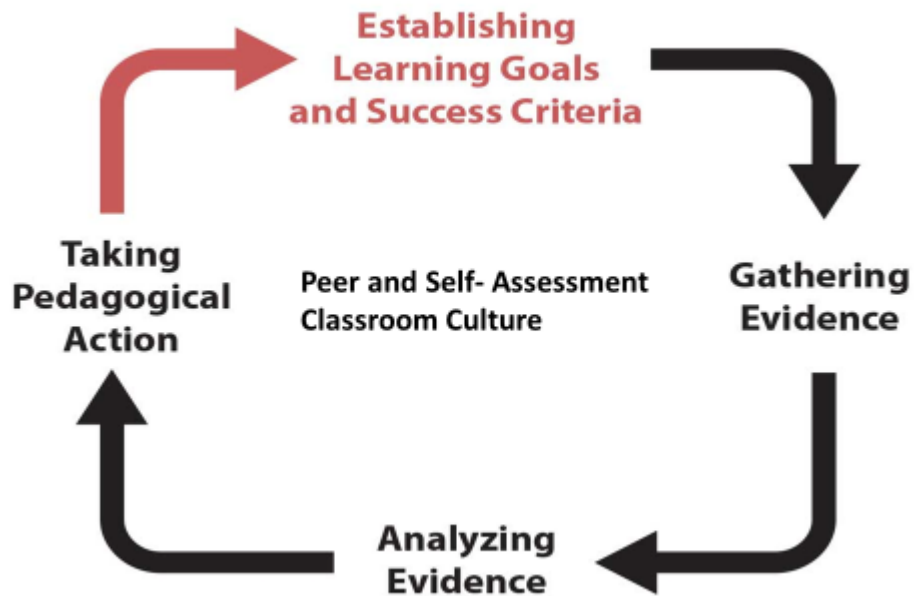 Establishing
Learning Goals
and Success Criteria
Taking
Pedagogical
Action
Peer and Self- Assessment
Classroom Culture
Gathering
Evidence
Analyzing
Evidence